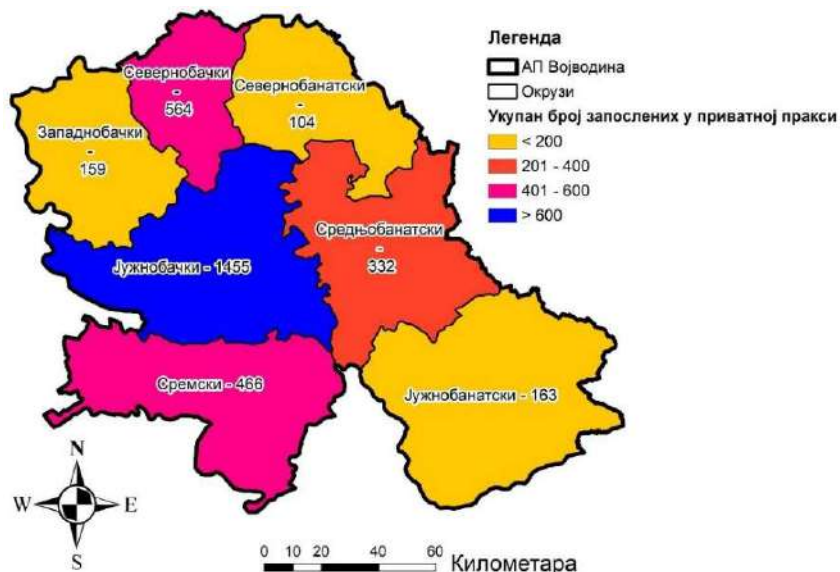 Легенда
АП Војводина
Окрузи
Укупан број запослених у приватној пракси
< 200
201 - 400
401 - 600
> 600
Севернобачки
-
564
Севернобанатски
-
104
Западнобачки
-
159
Средњобанатски
-
332
Јужнобачки - 1455
Сремски - 466
Јужнобанатски - 163
N
W
E
S
0 10 20 40 60
Километара